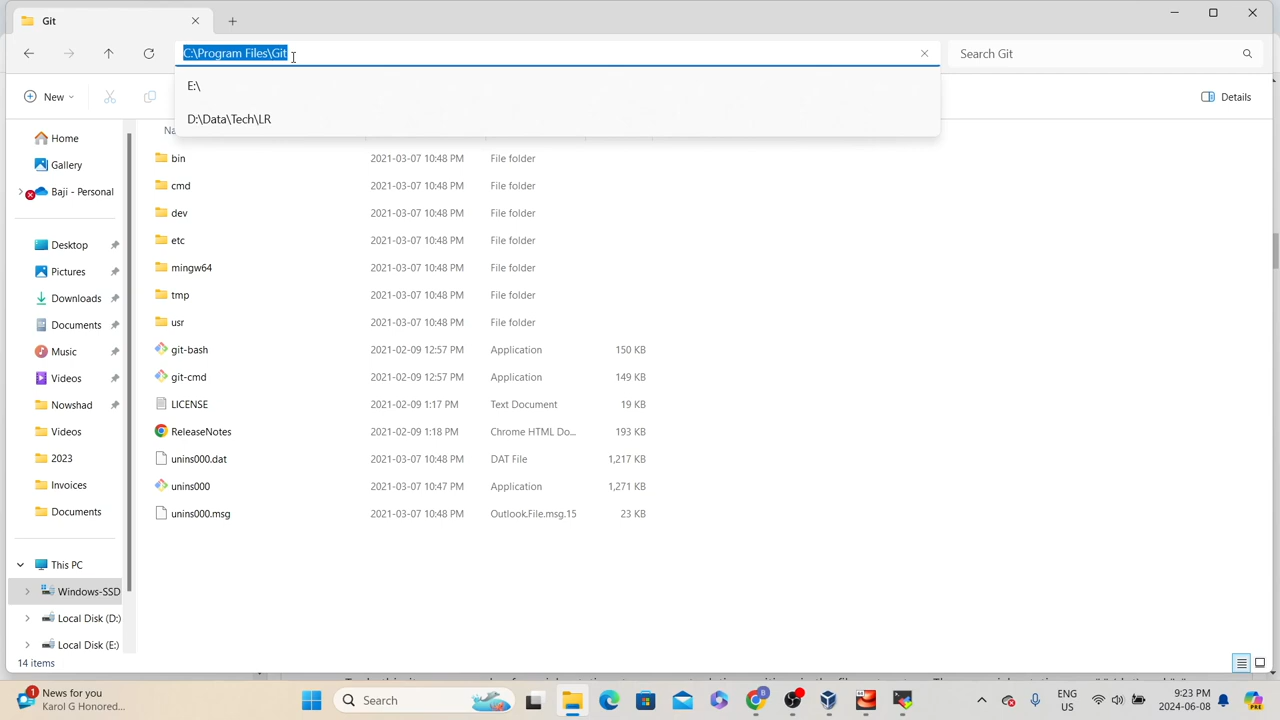 Git
C:\Program Files\Git
Search Git
E:\
D:\Data\Tech\LR
New
Details
Home
Gallery
Baji - Personal
Desktop
Pictures
Downloads
Documents
Music
Videos
Nowshad
Videos
2023
Invoices
Documents
This PC
Windows-SSD
Local Disk (D:)
Local Disk (E:)
bin 2021-03-07 10:48 PM File folder
cmd 2021-03-07 10:48 PM File folder
dev 2021-03-07 10:48 PM File folder
etc 2021-03-07 10:48 PM File folder
mingw64 2021-03-07 10:48 PM File folder
tmp 2021-03-07 10:48 PM File folder
usr 2021-03-07 10:48 PM File folder
git-bash 2021-02-09 12:57 PM Application 150 KB
git-cmd 2021-02-09 12:57 PM Application 149 KB
LICENSE 2021-02-09 1:17 PM Text Document 19 KB
ReleaseNotes 2021-02-09 1:18 PM Chrome HTML Do... 193 KB
unins000.dat 2021-03-07 10:48 PM DAT File 1,217 KB
unins000 2021-03-07 10:47 PM Application 1,271 KB
unins000.msg 2021-03-07 10:48 PM Outlook.File.msg.15 23 KB
14 items
1
News for you
Karol G Honored...
Search
8
ENG
US
9:23 PM
2024-06-08